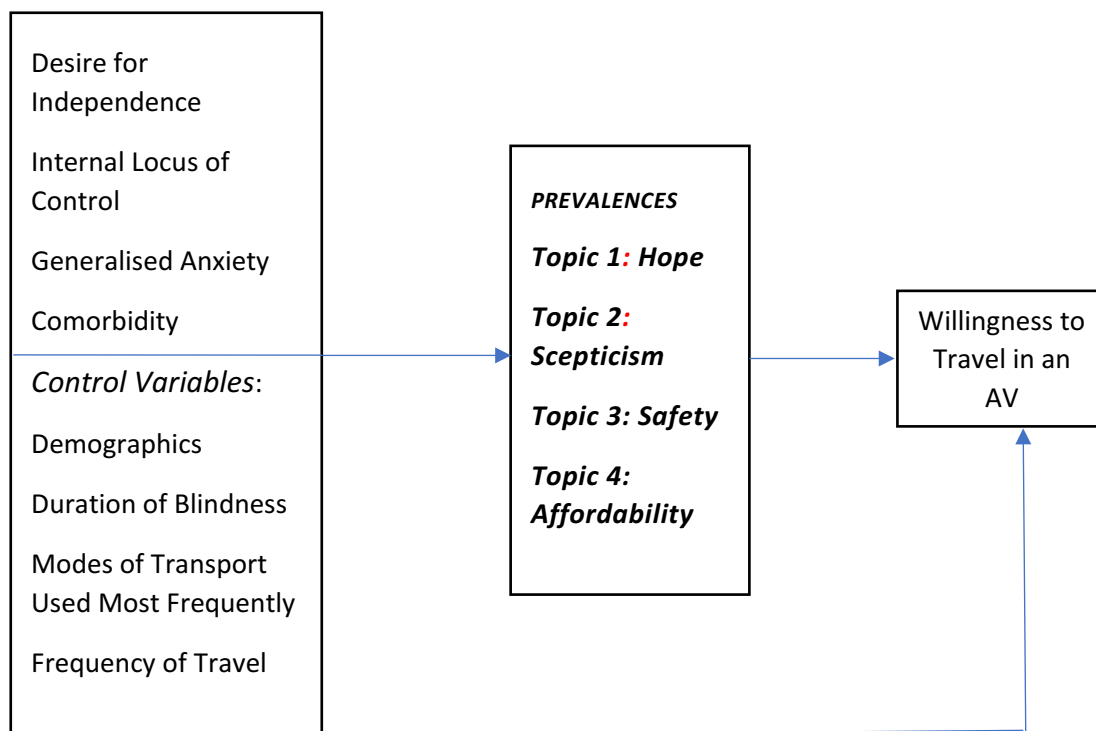 Desire for
Independence
Internal Locus of
Control
Generalised Anxiety
Comorbidity
Control Variables:
Demographics
Duration of Blindness
Modes of Transport
Used Most Frequently
Frequency of Travel
PREVALENCES
Topic 1: Hope
Topic 2:
Scepticism
Topic 3: Safety
Topic 4:
Affordability
Willingness to
Travel in an
AV